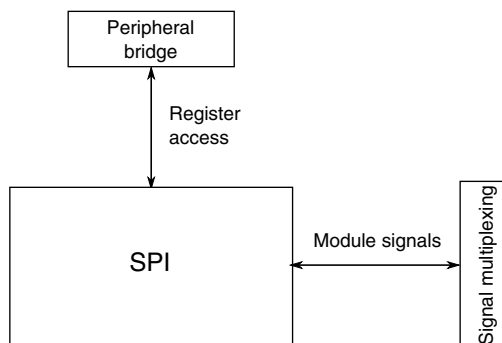 Peripheral
bridge
Register
access
SPI
Module signals
Signal multiplexing